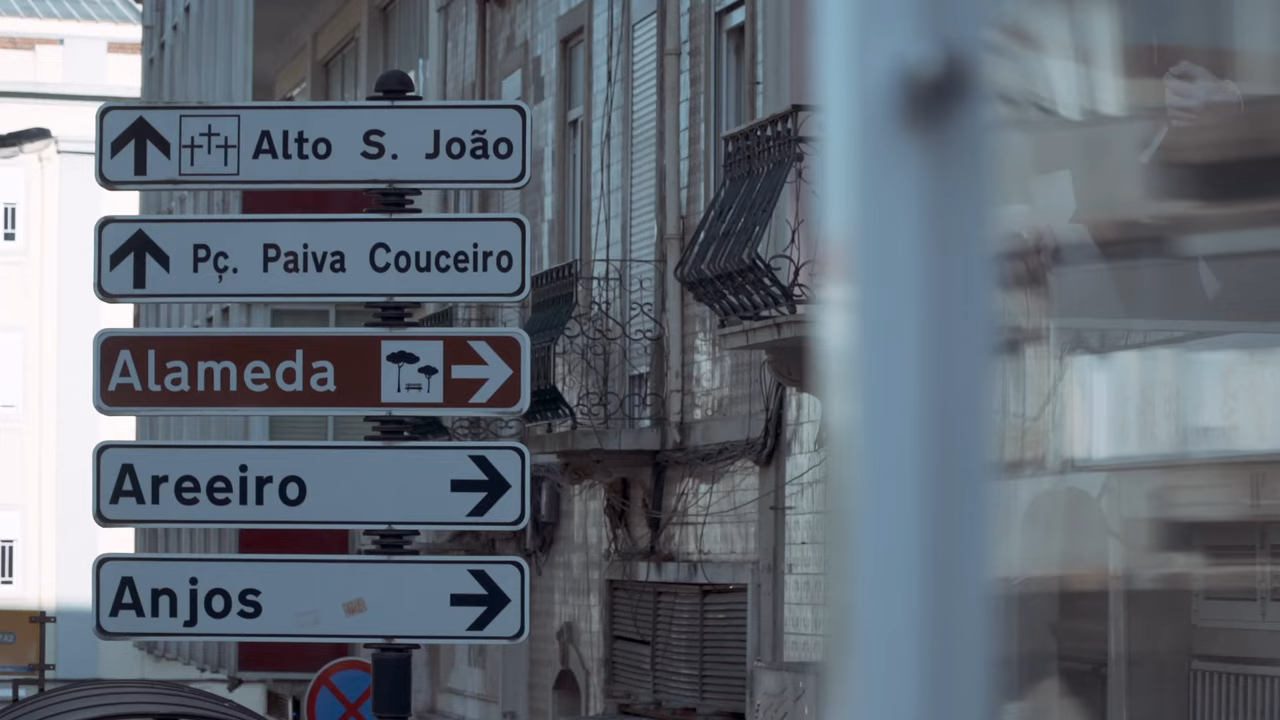 Alto S. João
Pç. Paiva Couceiro
Alameda
Areeiro
Anjos